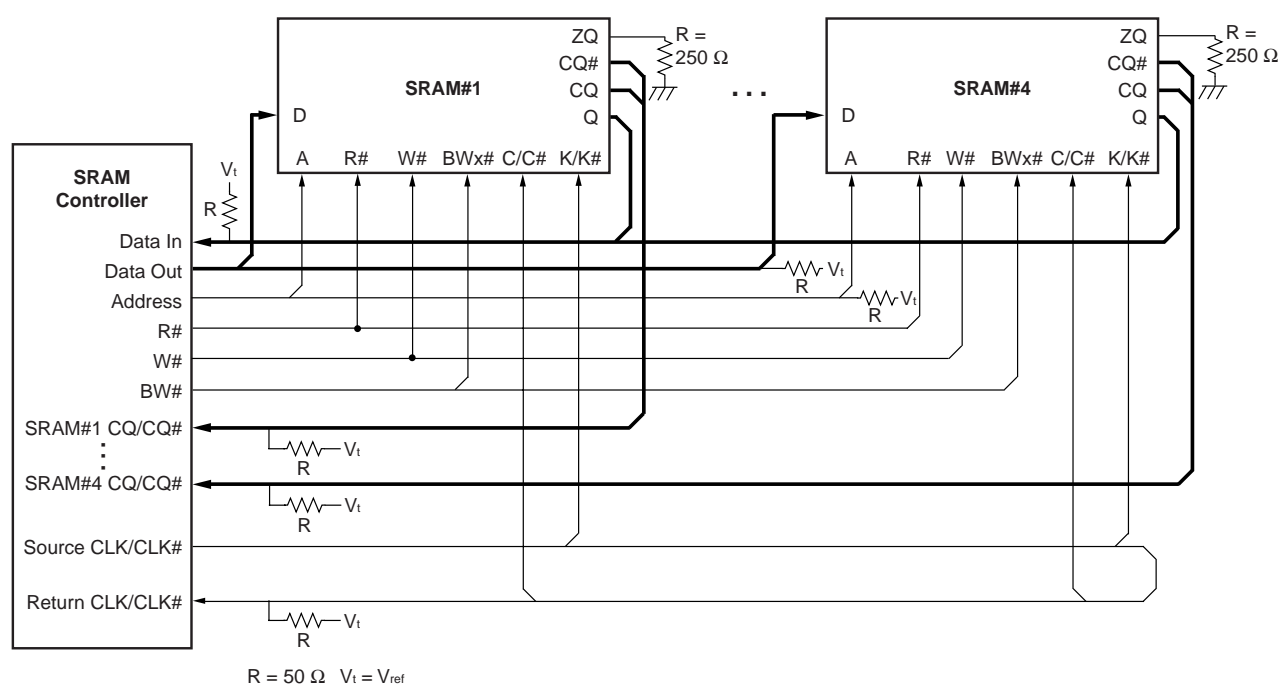 ZQ
R =
250 Ω
CQ#
SRAM#1
CQ
Q
D
A R# W# BWx# C/C# K/K#
. . .
ZQ
R =
250 Ω
CQ#
SRAM#4
CQ
Q
D
A R# W# BWx# C/C# K/K#
SRAM
Controller
Vt
R
Data In
Data Out
Vt
R
Address
Vt
R
R#
W#
BW#
SRAM#1 CQ/CQ#
Vt
R
SRAM#4 CQ/CQ#
Vt
R
Source CLK/CLK#
Return CLK/CLK#
Vt
R
R = 50 Ω Vt = Vref